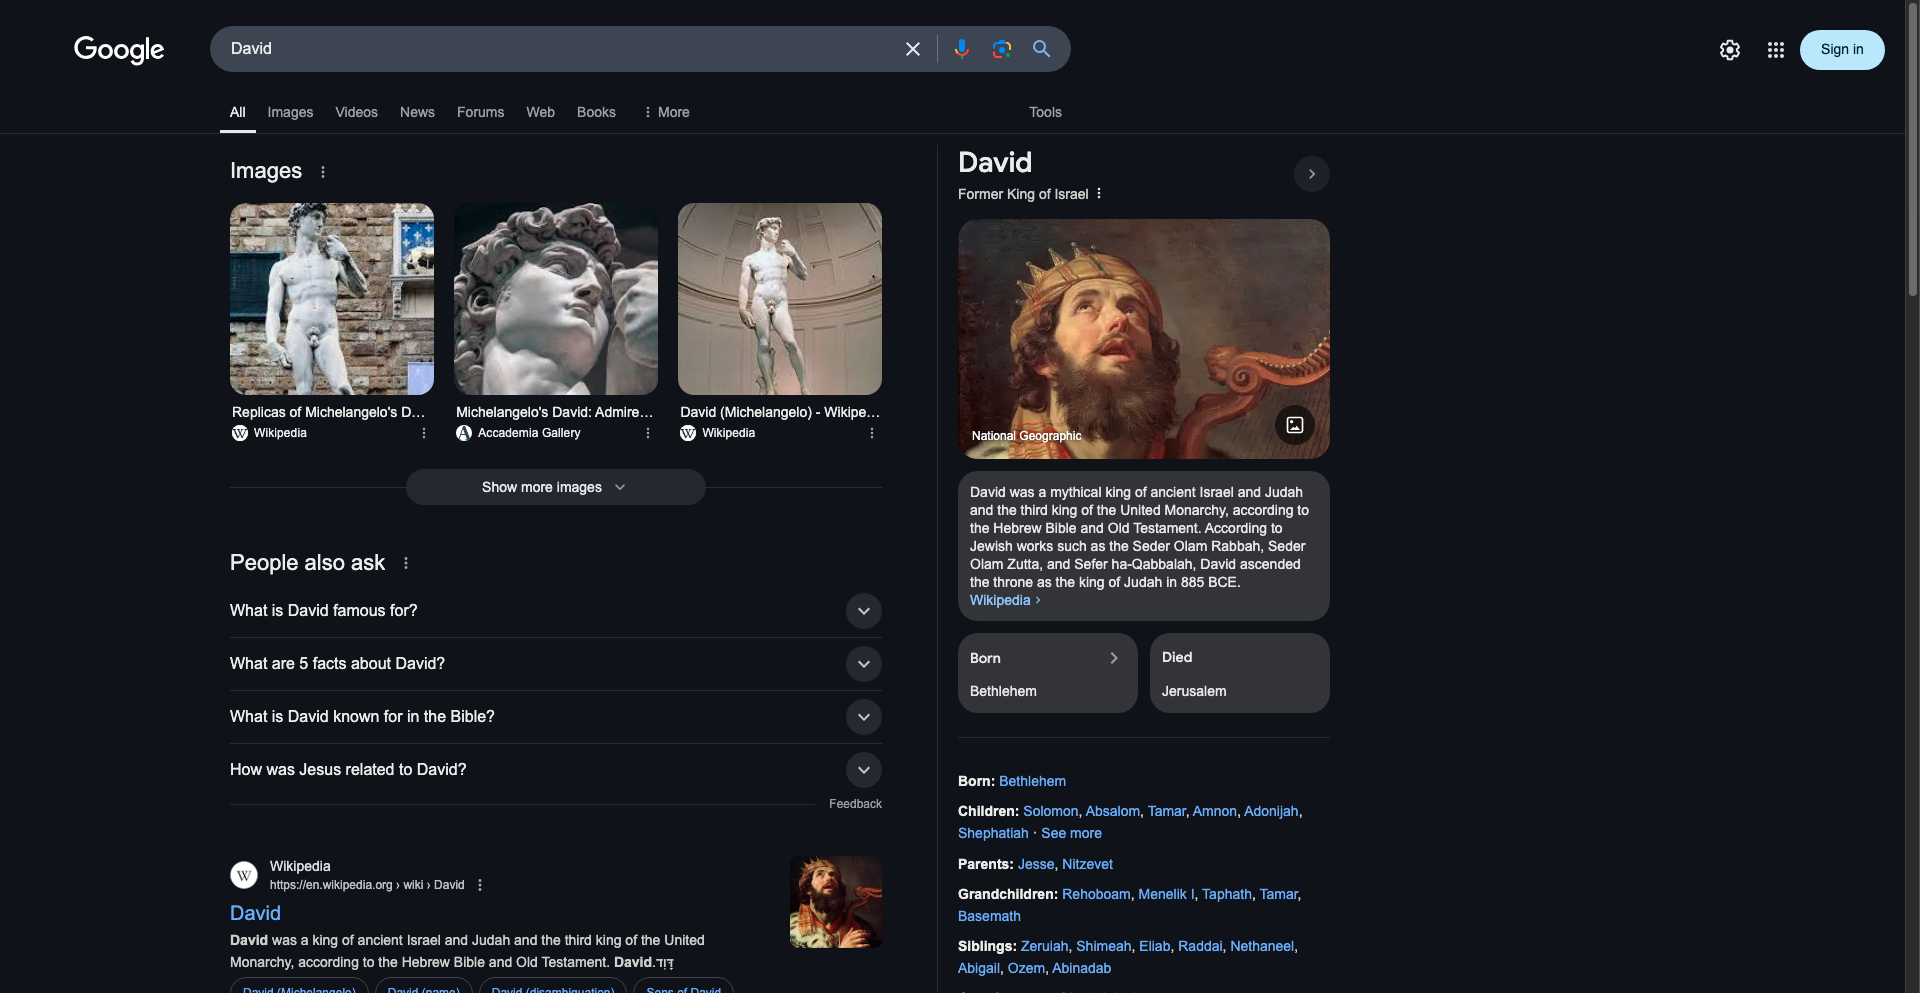 Google
David
Sign in
All
Images
Videos
News
Forums
Web
Books
More
Tools
Images
Replicas of Michelangelo's D...
Wikipedia
Michelangelo's David: Admire...
Accademia Gallery
David (Michelangelo) - Wikipe...
Wikipedia
Show more images
People also ask
What is David famous for?
What are 5 facts about David?
What is David known for in the Bible?
How was Jesus related to David?
Feedback
Wikipedia
https://en.wikipedia.org › wiki › David
David
David was a king of ancient Israel and Judah and the third king of the United
Monarchy, according to the Hebrew Bible and Old Testament. David.דָּוִד
David (Michelangelo)
David (name)
David (disambiguation)
Sons of David
David
Former King of Israel
National Geographic
David was a mythical king of ancient Israel and Judah
and the third king of the United Monarchy, according to
the Hebrew Bible and Old Testament. According to
Jewish works such as the Seder Olam Rabbah, Seder
Olam Zutta, and Sefer ha-Qabbalah, David ascended
the throne as the king of Judah in 885 BCE.
Wikipedia ›
Born
Bethlehem
Died
Jerusalem
Born: Bethlehem
Children: Solomon, Absalom, Tamar, Amnon, Adonijah,
Shephatiah · See more
Parents: Jesse, Nitzevet
Grandchildren: Rehoboam, Menelik I, Taphath, Tamar,
Basemath
Siblings: Zeruiah, Shimeah, Eliab, Raddai, Nethaneel,
Abigail, Ozem, Abinadab